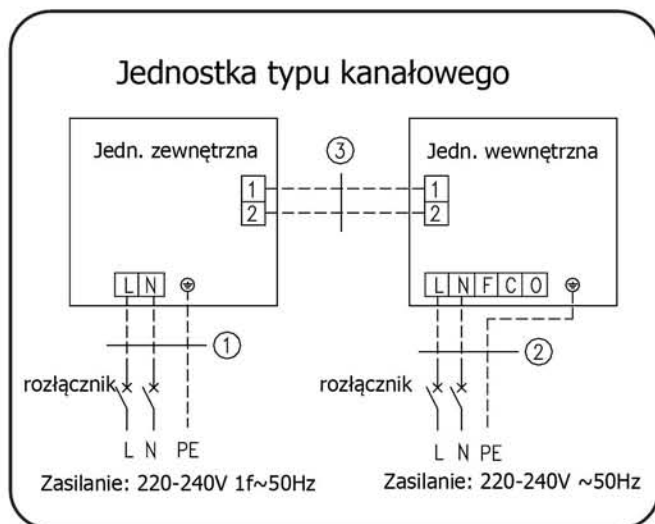 Jednostka typu kanałowego
Jedn. zewnętrzna
③
Jedn. wewnętrzna
1
1
2
2
L N
L N F C O
①
②
rozłącznik
rozłącznik
L N PE
L N PE
Zasilanie: 220-240V 1f~50Hz
Zasilanie: 220-240V ~50Hz